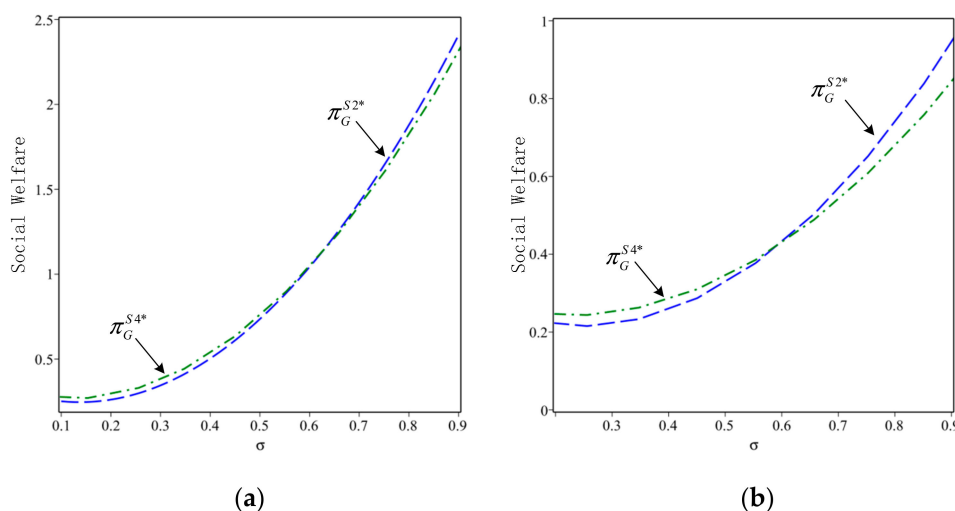 2.5
2
1.5
1
0.5
Social Welfare
π_G^{S2*}
π_G^{S4*}
0.1 0.2 0.3 0.4 0.5 0.6 0.7 0.8 0.9
σ
(a)
1
0.8
0.6
0.4
0.2
0
Social Welfare
π_G^{S2*}
π_G^{S4*}
0.3 0.4 0.5 0.6 0.7 0.8 0.9
σ
(b)